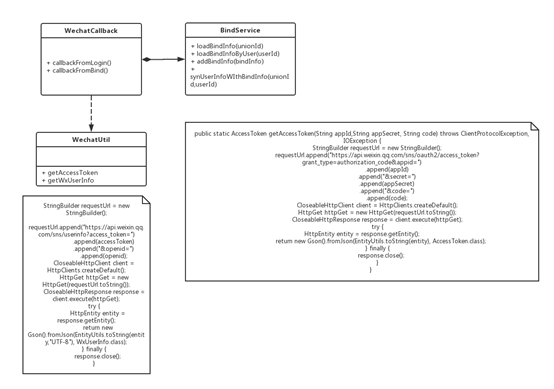 WechatCallback
+ callbackFromLogin()
+ callbackFromBind()
BindService
+ loadBindInfo(unionId)
+ loadBindInfoByUser(userId)
+ addBindInfo(bindInfo)
+
synUserInfoWithBindInfo(unionI
d,userId)
WechatUtil
+ getAccessToken
+ getWxUserInfo
public static AccessToken getAccessToken(String appId,String appSecret, String code) throws ClientProtocolException,
IOException {
StringBuilder requestUrl = new StringBuilder();
requestUrl.append("https://api.weixin.qq.com/sns/oauth2/access_token?
grant_type=authorization_code&appid=")
.append(appId)
.append("&secret=")
.append(appSecret)
.append("&code=")
.append(code);
CloseableHttpClient client = HttpClients.createDefault();
HttpGet httpGet = new HttpGet(requestUrl.toString());
CloseableHttpResponse response = client.execute(httpGet);
try {
HttpEntity entity = response.getEntity();
return new Gson().fromJson(EntityUtils.toString(entity), AccessToken.class);
} finally {
response.close();
}
}
StringBuilder requestUrl = new
StringBuilder();
requestUrl.append("https://api.weixin.qq.
com/sns/userinfo?access_token=")
.append(accessToken)
.append("&openid=")
.append(openid);
CloseableHttpClient client =
HttpClients.createDefault();
HttpGet httpGet = new
HttpGet(requestUrl.toString());
CloseableHttpResponse response =
client.execute(httpGet);
try {
HttpEntity entity =
response.getEntity();
return new
Gson().fromJson(EntityUtils.toString(entit
y,"UTF-8"), WxUserInfo.class);
} finally {
response.close();
}